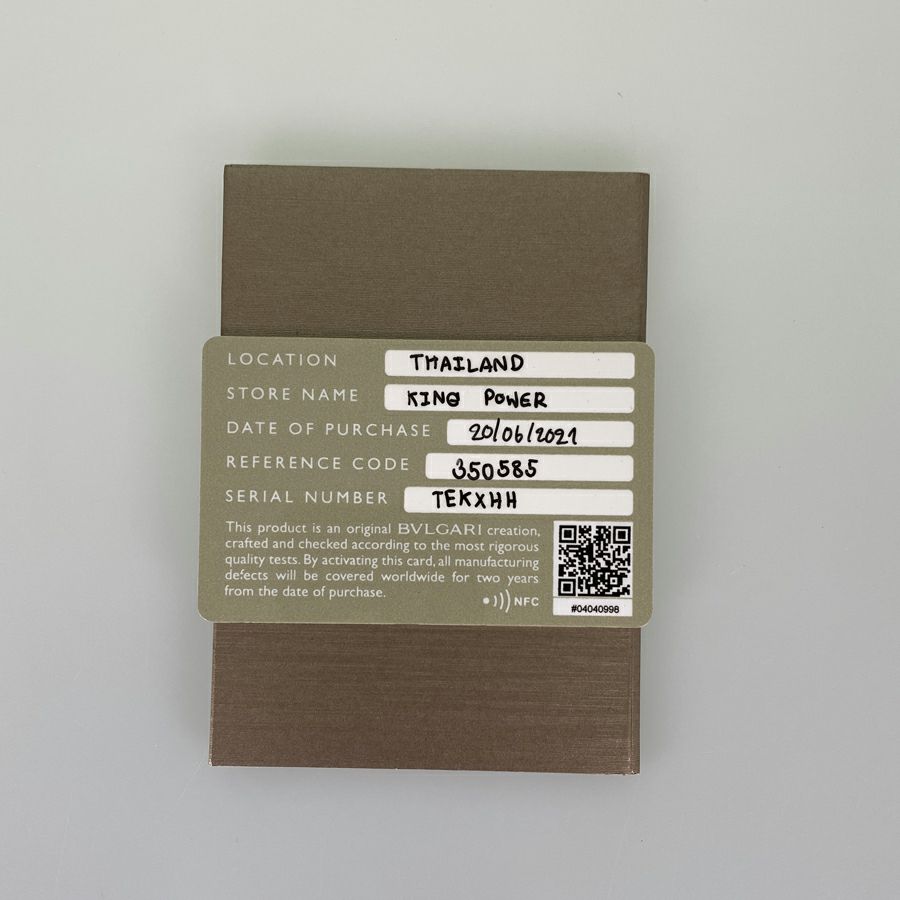 LOCATION THAILAND
STORE NAME KING POWER
DATE OF PURCHASE 20/06/2021
REFERENCE CODE 350585
SERIAL NUMBER TEKXHH
This product is an original BVLGARI creation,
crafted and checked according to the most rigorous
quality tests. By activating this card, all manufacturing
defects will be covered worldwide for two years
from the date of purchase.
NFC
#04040998